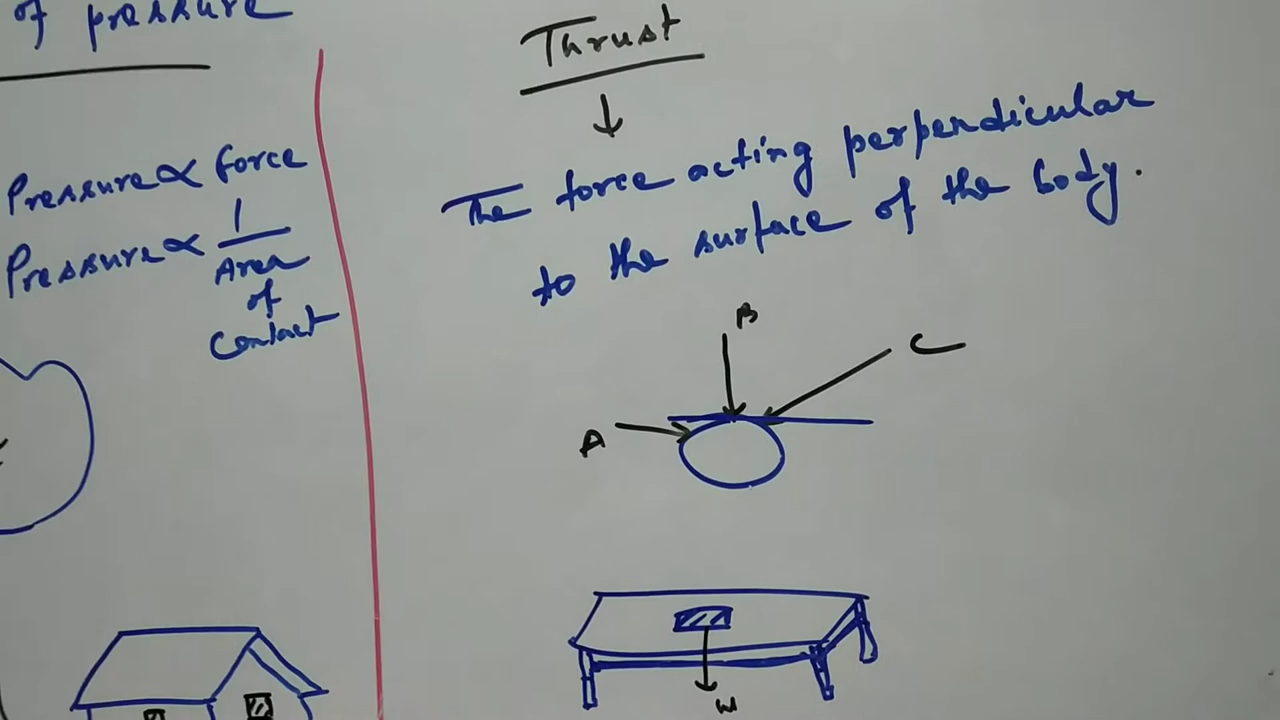 of pressure
Pressure ∝ force
Pressure ∝ 1
Area
of
Contact
Thrust
↓
The force acting perpendicular
to the surface of the body.
B
C
A
W